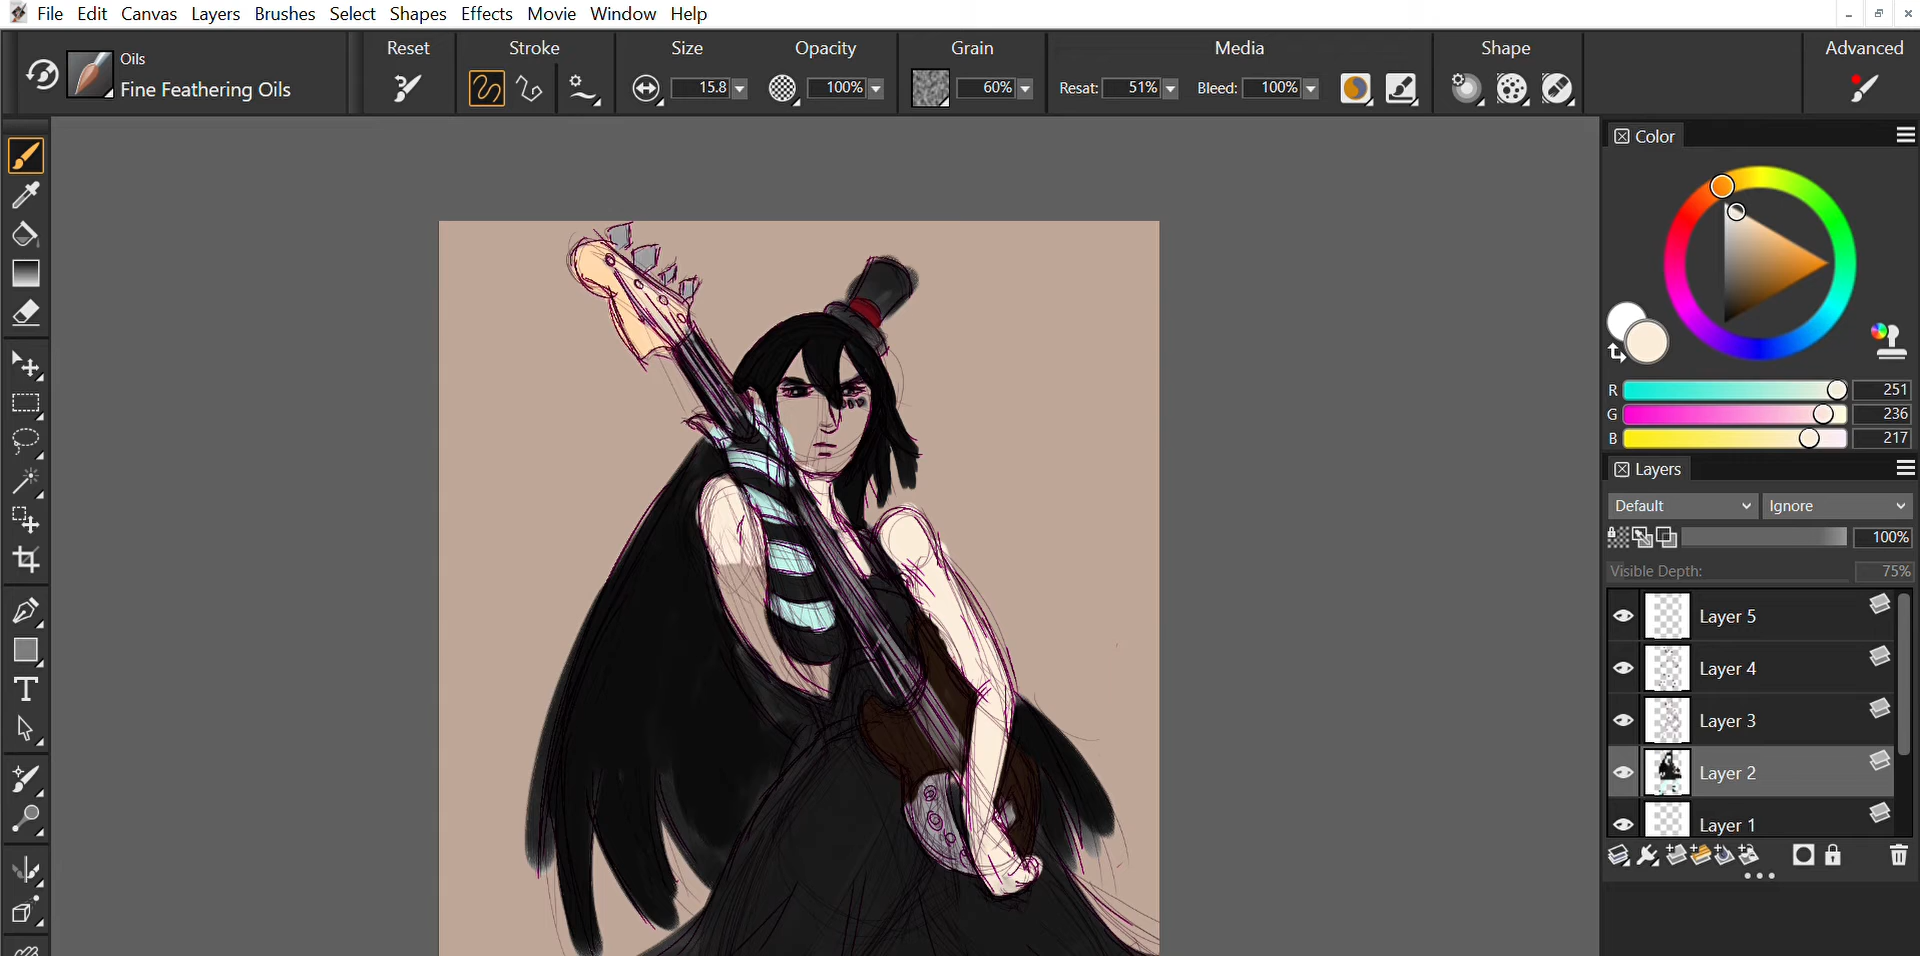 File Edit Canvas Layers Brushes Select Shapes Effects Movie Window Help
Oils
Fine Feathering Oils
Reset
Stroke
Size
15.8
Opacity
100%
Grain
60%
Media
Resat: 51% Bleed: 100%
Shape
Advanced
Color
R 251
G 236
B 217
Layers
Default Ignore
100%
Visible Depth: 75%
Layer 5
Layer 4
Layer 3
Layer 2
Layer 1
T